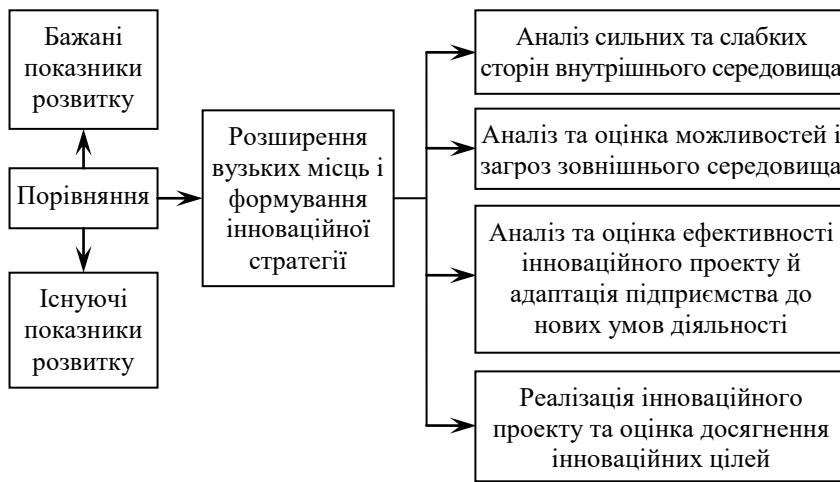 Бажані
показники
розвитку
Порівняння
Існуючі
показники
розвитку
Розширення
вузьких місць і
формування
інноваційної
стратегії
Аналіз сильних та слабких
сторін внутрішнього середовища
Аналіз та оцінка можливостей і
загроз зовнішнього середовища
Аналіз та оцінка ефективності
інноваційного проекту й
адаптація підприємства до
нових умов діяльності
Реалізація інноваційного
проекту та оцінка досягнення
інноваційних цілей